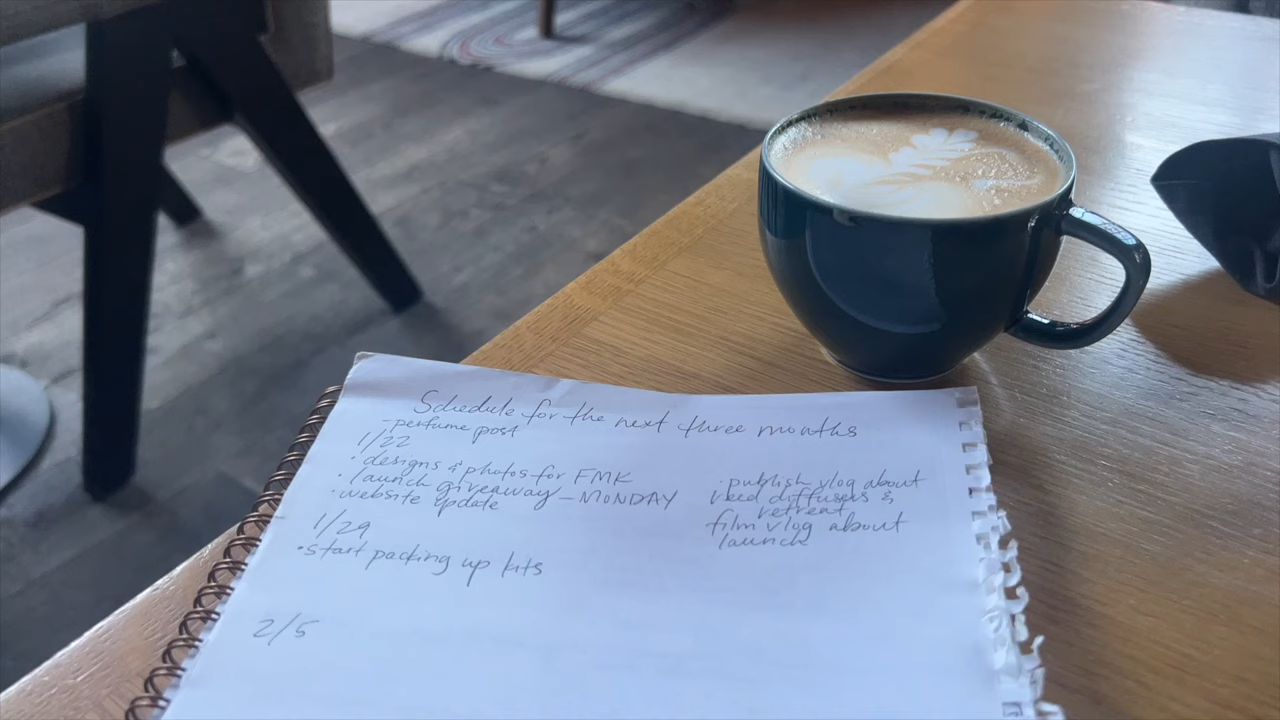 Schedule for the next three months
- perfume post
1/22
• designs & photos for FMK
• launch giveaway - MONDAY
• website update
• publish vlog about
reed diffusers &
retreat
film vlog about
launch
1/29
• start packing up kits
2/5